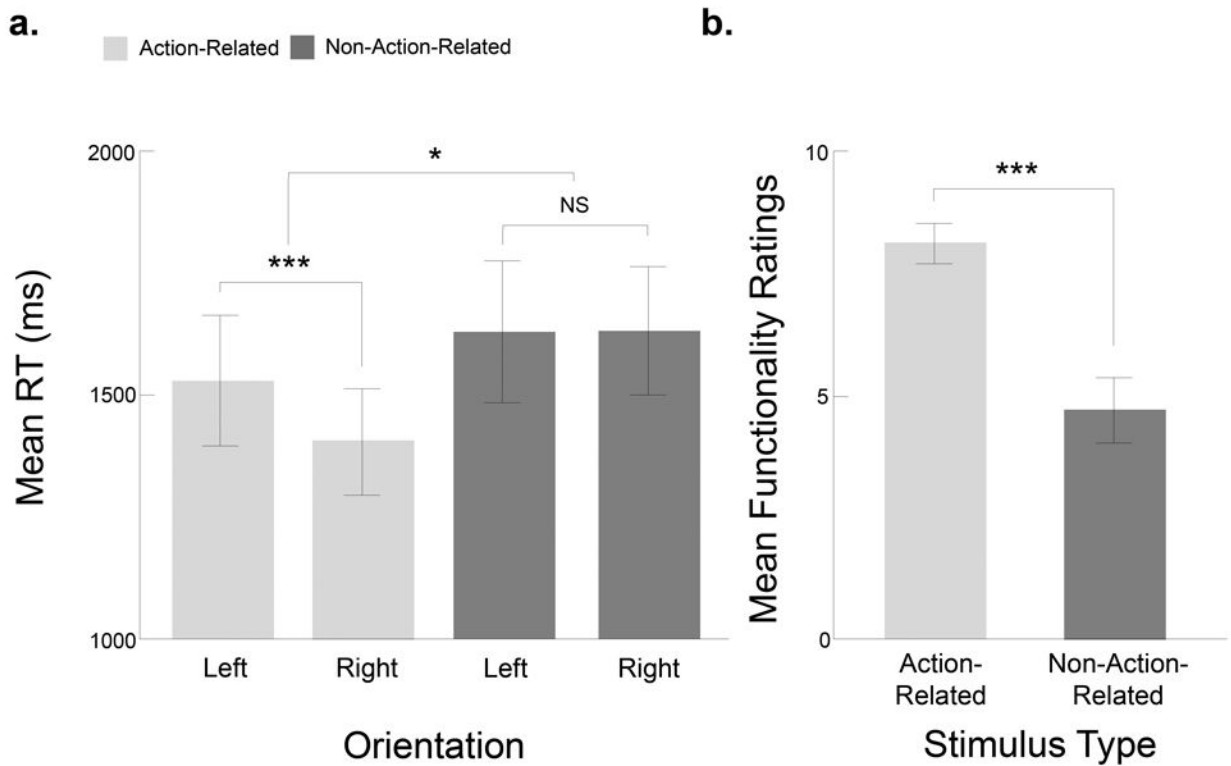 a.
Action-Related Non-Action-Related
2000
1500
1000
Mean RT (ms)
*
***
NS
Left Right Left Right
Orientation
b.
10
5
0
Mean Functionality Ratings
***
Action-
Related
Non-Action-
Related
Stimulus Type